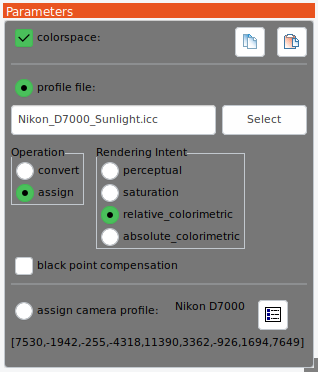 Parameters
colorspace:
profile file:
Nikon_D7000_Sunlight.icc Select
Operation Rendering Intent
convert perceptual
assign saturation
relative_colorimetric
absolute_colorimetric
black point compensation
assign camera profile: Nikon D7000
[7530,-1942,-255,-4318,11390,3362,-926,1694,7649]